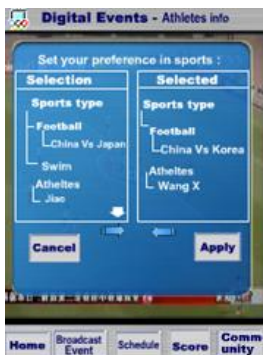 Digital Events - Athletes info
Set your preference in sports :
Selection
Sports type
Football
China Vs Japan
Swim
Atheltes
Jiao
Selected
Sports type
Football
China Vs Korea
Atheletes
Wang X
Cancel
Apply
Home
Broadcast
Event
Schedule
Score
Comm
unity